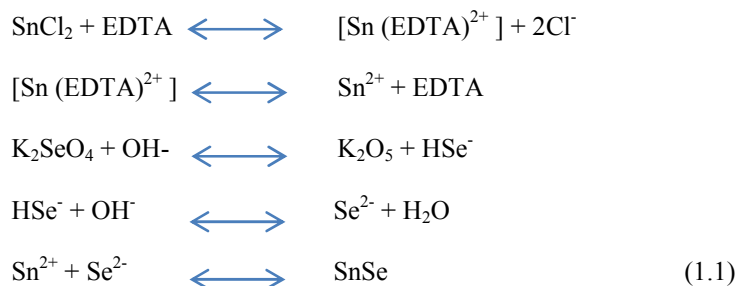 SnCl₂ + EDTA ⟷ [Sn (EDTA)²⁺ ] + 2Cl⁻
[Sn (EDTA)²⁺ ] ⟷ Sn²⁺ + EDTA
K₂SeO₄ + OH- ⟷ K₂O₅ + HSe⁻
HSe⁻ + OH⁻ ⟷ Se²⁻ + H₂O
Sn²⁺ + Se²⁻ ⟷ SnSe (1.1)